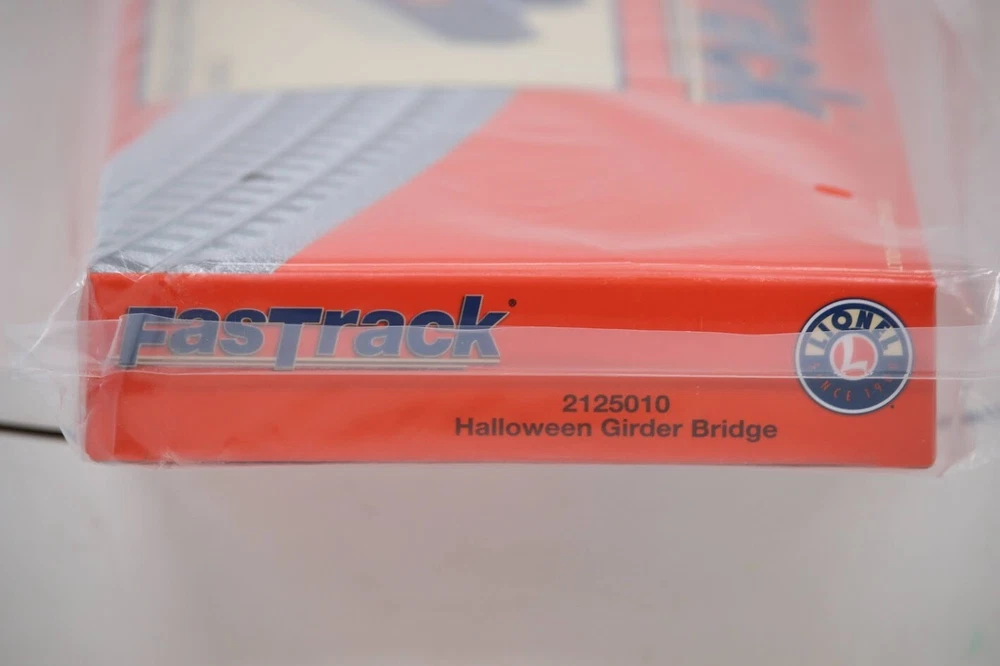 FasTrack
2125010
Halloween Girder Bridge
LIONEL